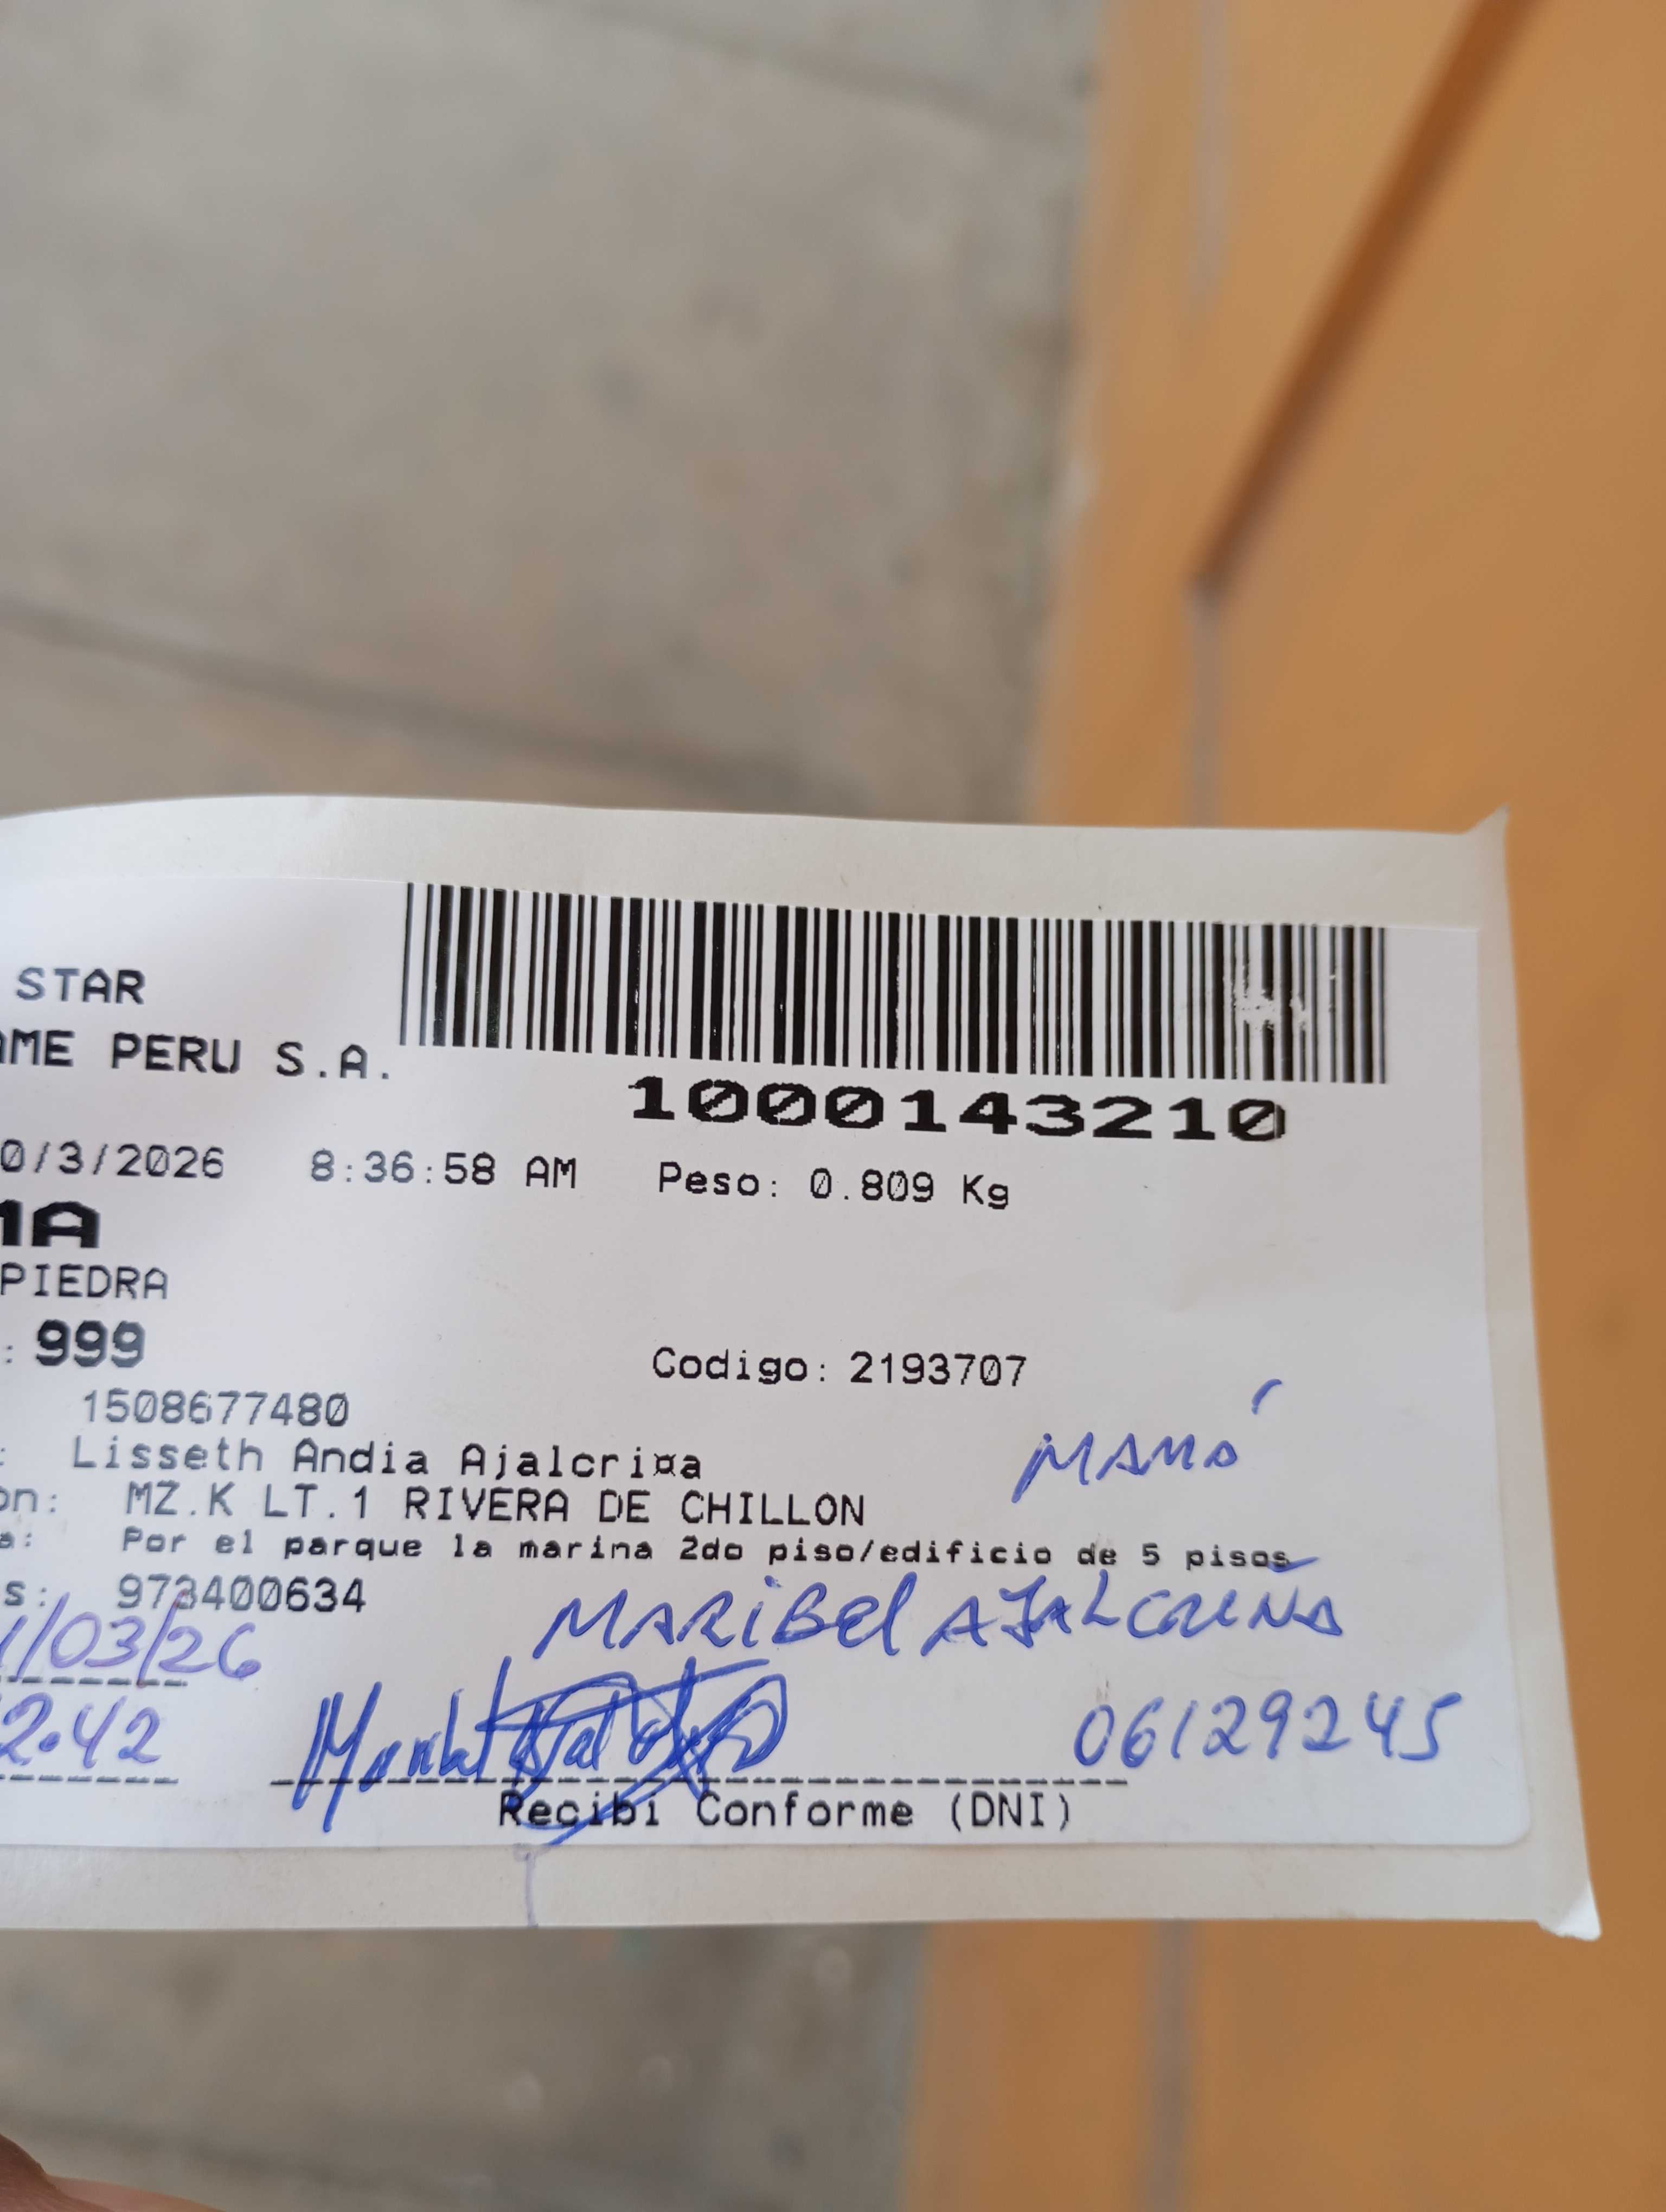 STAR
AME PERU S.A.
1000143210
0/3/2026 8:36:58 AM Peso: 0.809 Kg
MA
PIEDRA
: 999
Codigo: 2193707
1508677480
: Lisseth Andia Ajalcri¤a
MAMÁ
on: MZ.K LT.1 RIVERA DE CHILLON
a: Por el parque la marina 2do piso/edificio de 5 pisos
s: 973400634
MARIBEL AJALCRIÑA
1/03/26
2.42
06129245
Recibi Conforme (DNI)